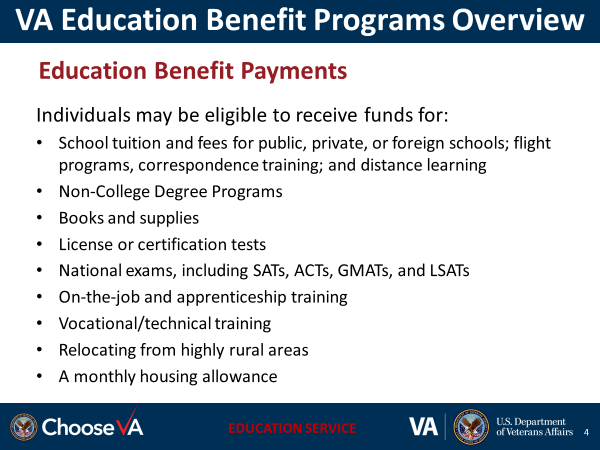 VA Education Benefit Programs Overview
Education Benefit Payments
Individuals may be eligible to receive funds for:
• School tuition and fees for public, private, or foreign schools; flight
programs, correspondence training; and distance learning
• Non-College Degree Programs
• Books and supplies
• License or certification tests
• National exams, including SATs, ACTs, GMATs, and LSATs
• On-the-job and apprenticeship training
• Vocational/technical training
• Relocating from highly rural areas
• A monthly housing allowance
Choose VA
EDUCATION SERVICE
VA
U.S. Department
of Veterans Affairs
4